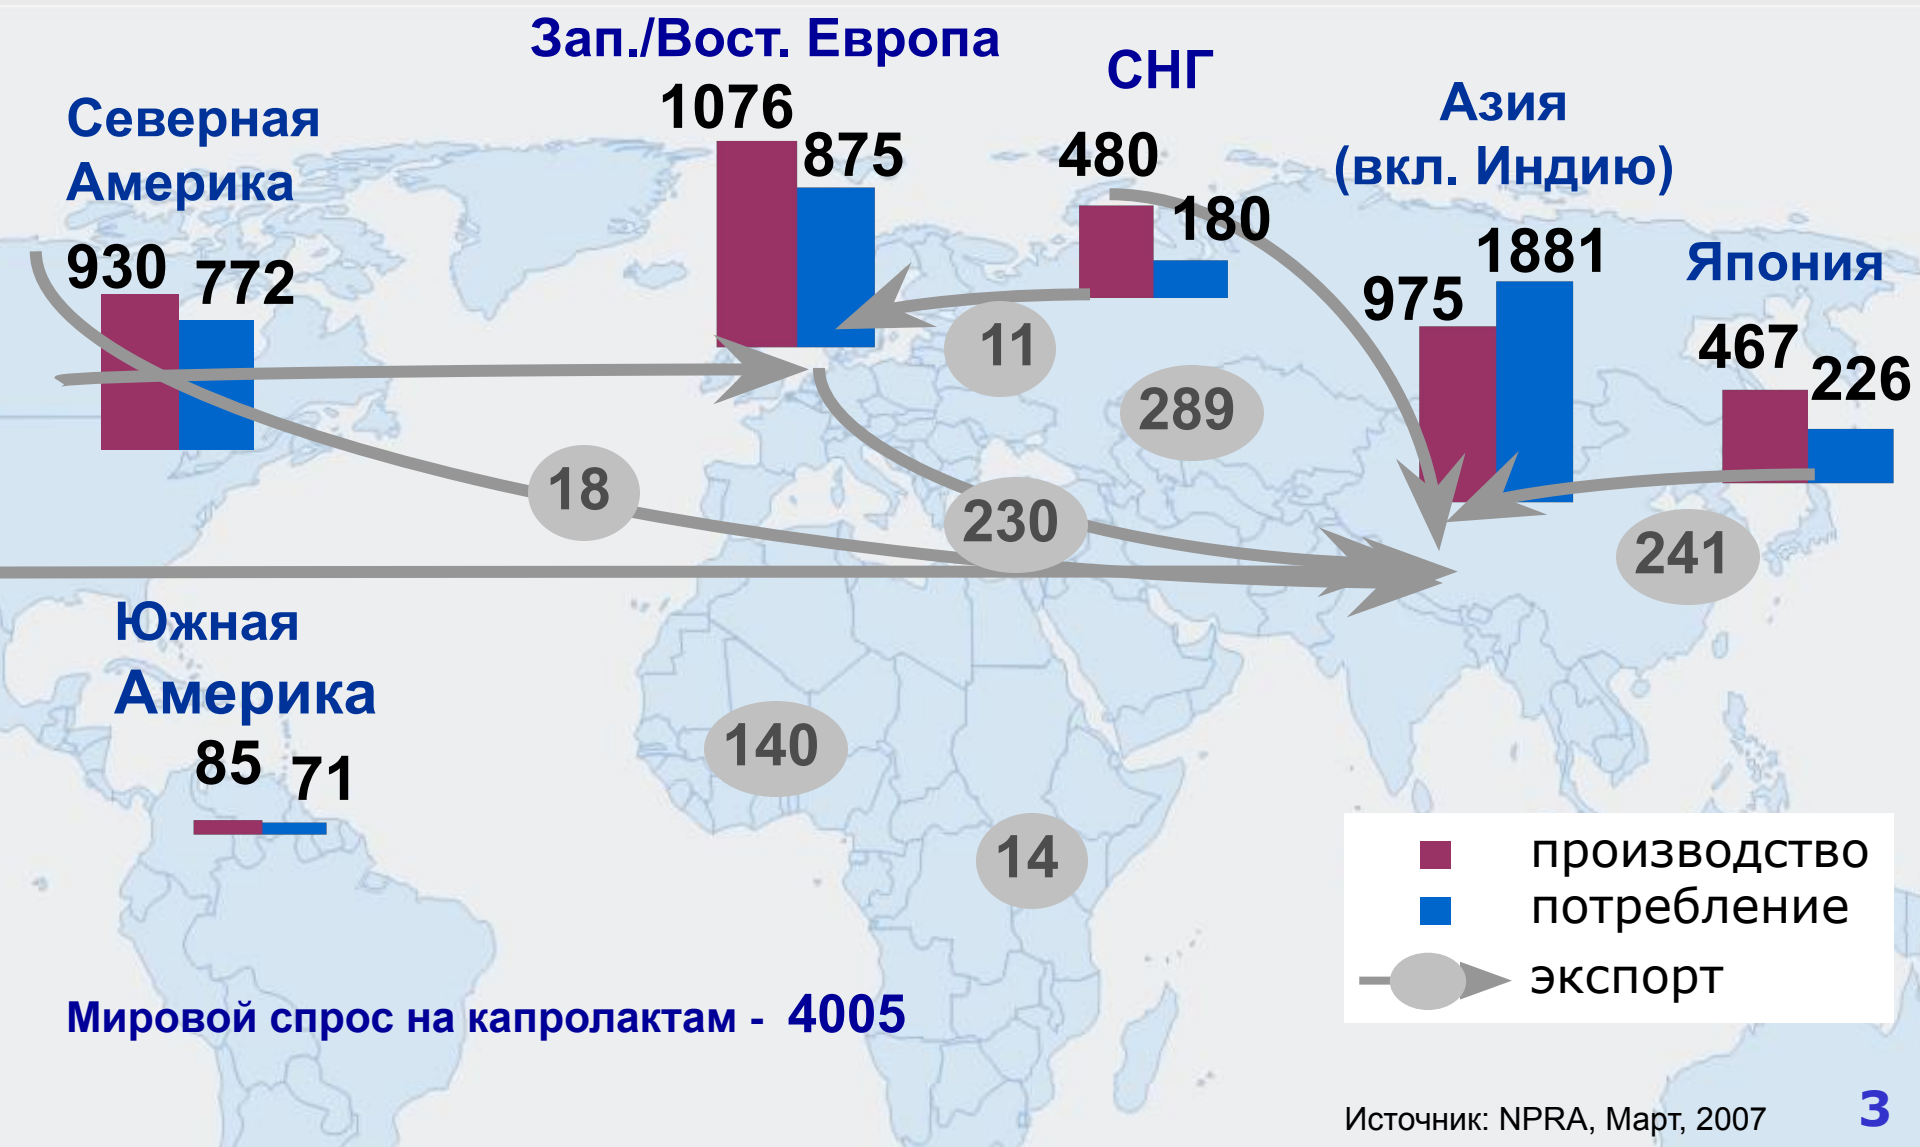 Зап./Вост. Европа
1076
875
СНГ
480
180
Северная
Америка
930
772
Азия
(вкл. Индию)
975
1881
Япония
467
226
11
289
18
230
241
Южная
Америка
85
71
140
14
производство
потребление
экспорт
Мировой спрос на капролактам - 4005
Источник: NPRA, Март, 2007
3